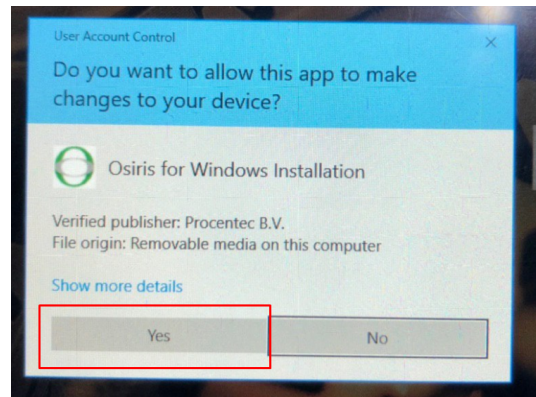 User Account Control
Do you want to allow this app to make
changes to your device?
Osiris for Windows Installation
Verified publisher: Procentec B.V.
File origin: Removable media on this computer
Show more details
Yes
No